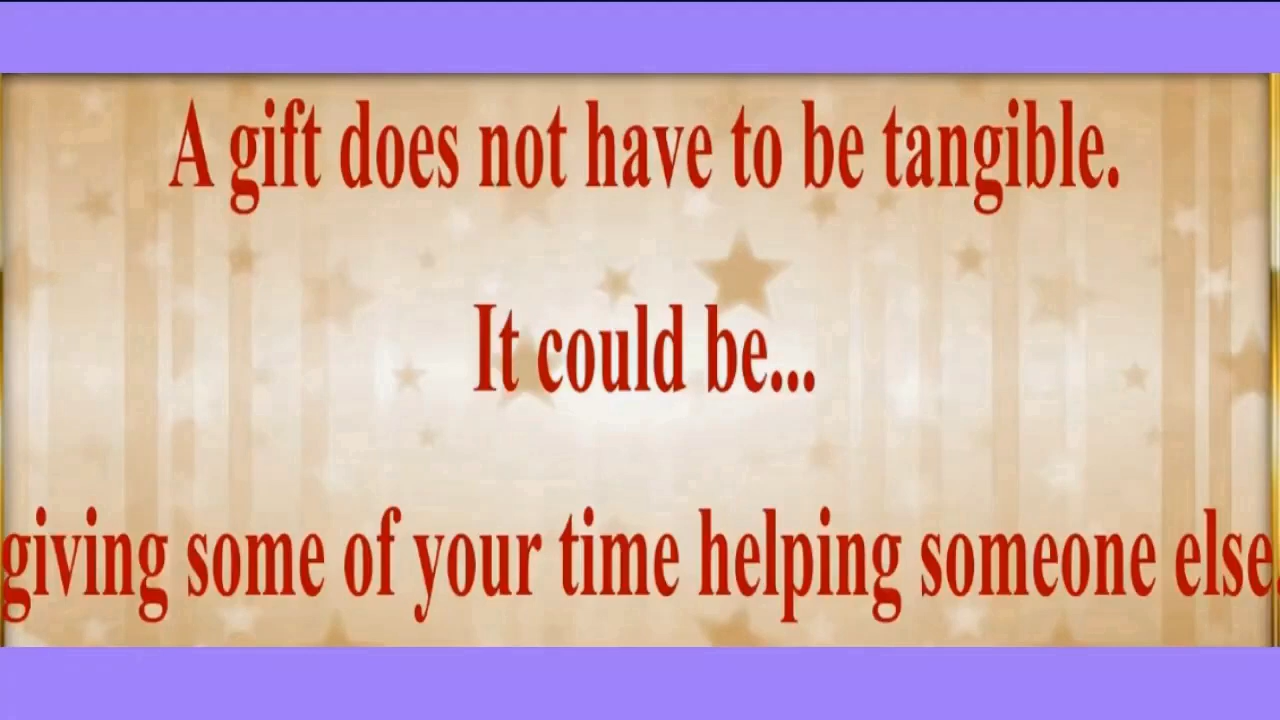 A gift does not have to be tangible.
It could be...
giving some of your time helping someone else.